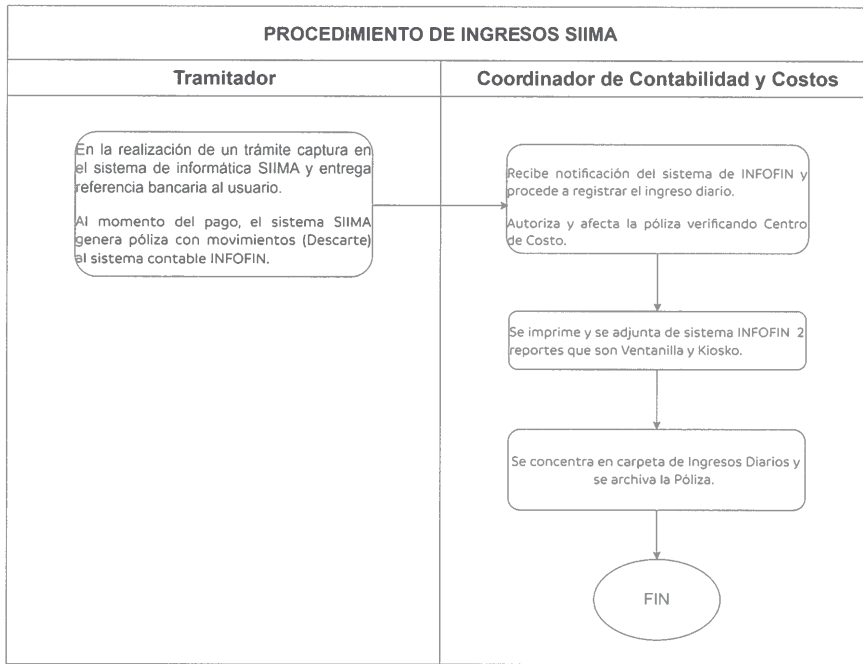 PROCEDIMIENTO DE INGRESOS SIIMA
Tramitador
Coordinador de Contabilidad y Costos
En la realización de un trámite captura en
el sistema de informática SIIMA y entrega
referencia bancaria al usuario.
Al momento del pago, el sistema SIIMA
genera póliza con movimientos (Descarte)
al sistema contable INFOFIN.
Recibe notificación del sistema de INFOFIN y
procede a registrar el ingreso diario.
Autoriza y afecta la póliza verificando Centro
de Costo.
Se imprime y se adjunta de sistema INFOFIN 2
reportes que son Ventanilla y Kiosko.
Se concentra en carpeta de Ingresos Diarios y
se archiva la Póliza.
FIN